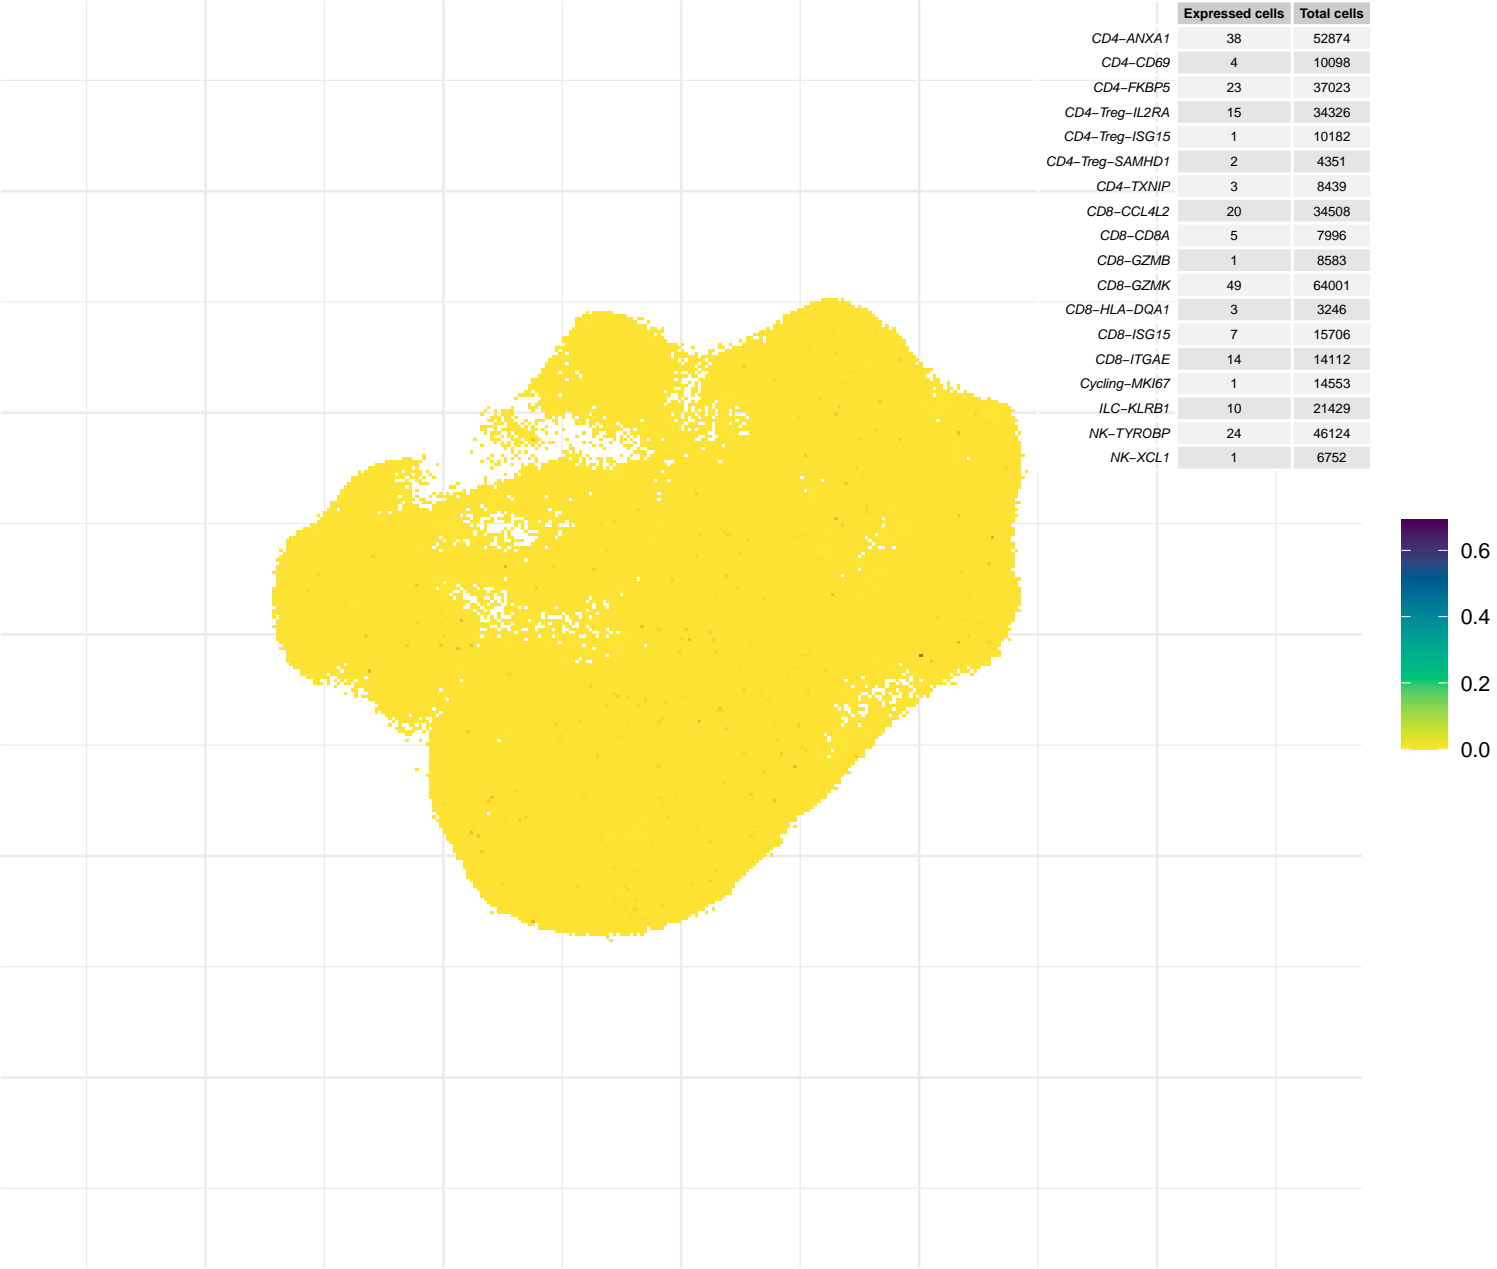 Expressed cells Total cells
CD4−ANXA1 38 52874
CD4−CD69 4 10098
CD4−FKBP5 23 37023
CD4−Treg−IL2RA 15 34326
CD4−Treg−ISG15 1 10182
CD4−Treg−SAMHD1 2 4351
CD4−TXNIP 3 8439
CD8−CCL4L2 20 34508
CD8−CD8A 5 7996
CD8−GZMB 1 8583
CD8−GZMK 49 64001
CD8−HLA−DQA1 3 3246
CD8−ISG15 7 15706
CD8−ITGAE 14 14112
Cycling−MKI67 1 14553
ILC−KLRB1 10 21429
NK−TYROBP 24 46124
NK−XCL1 1 6752
0.6
0.4
0.2
0.0